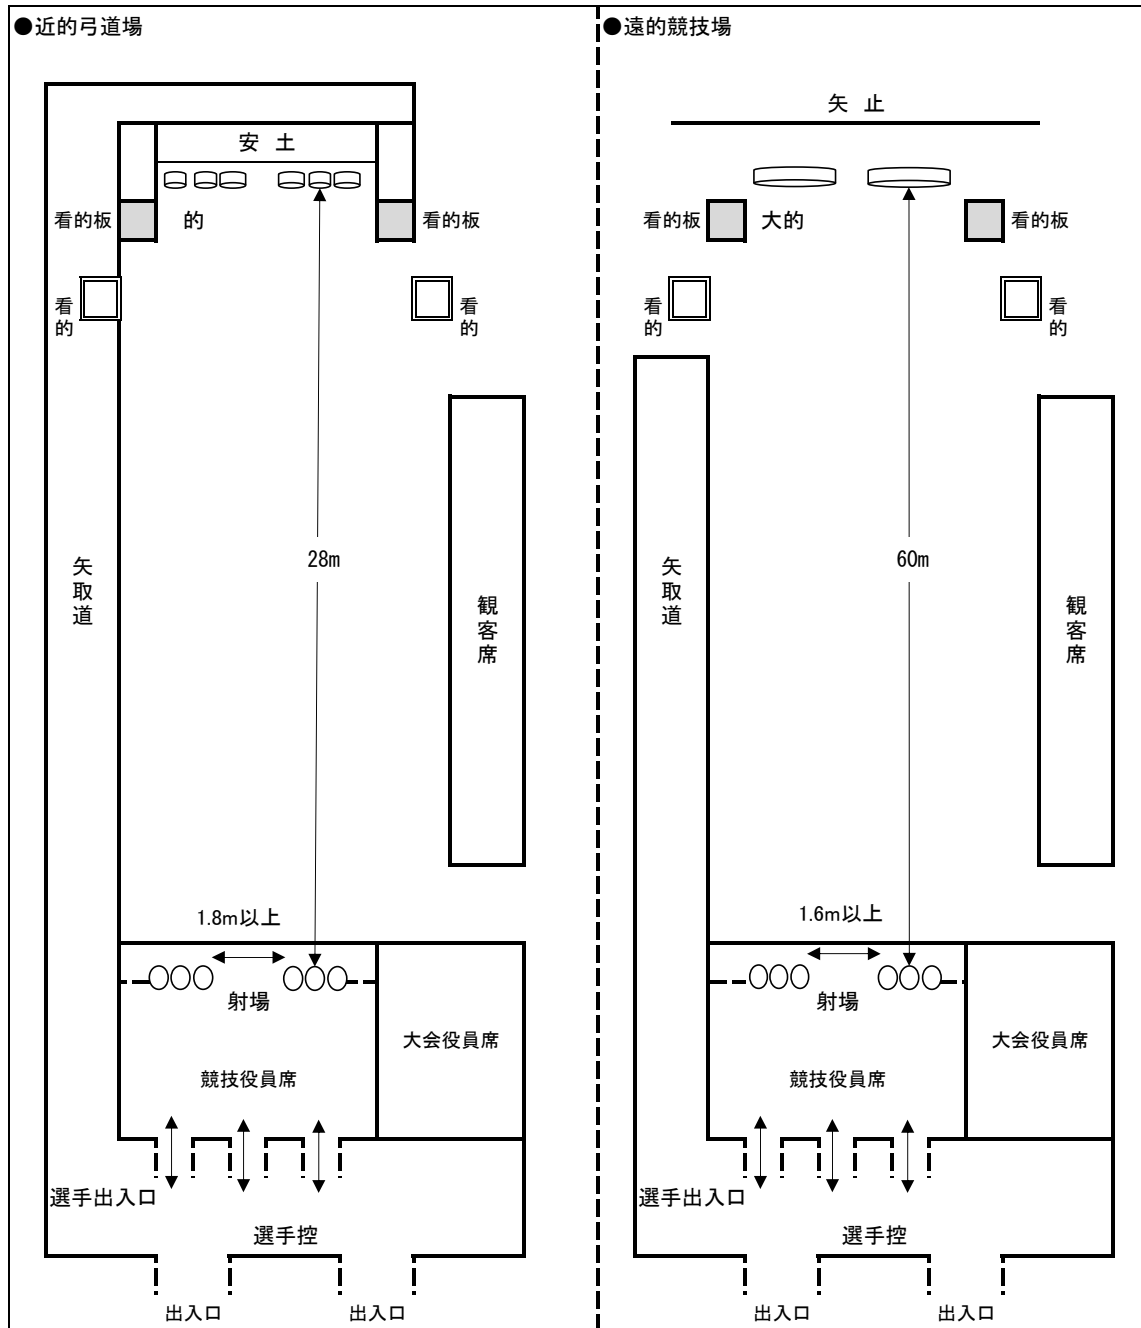 ●近的弓道場
安 土
看的板
的
看的板
看的
看的
28m
矢取道
観客席
1.8m以上
射場
大会役員席
競技役員席
選手出入口
選手控
出入口
出入口
●遠的競技場
矢 止
看的板
大的
看的板
看的
看的
60m
矢取道
観客席
1.6m以上
射場
大会役員席
競技役員席
選手出入口
選手控
出入口
出入口